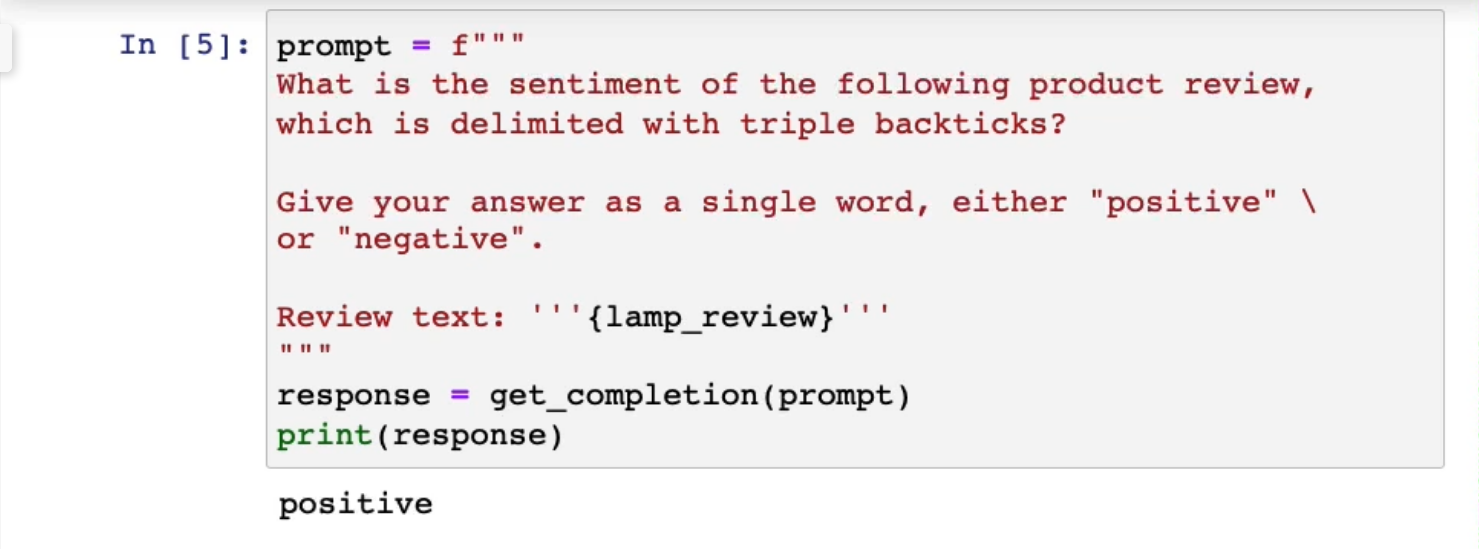 In [5]: prompt = f"""
What is the sentiment of the following product review,
which is delimited with triple backticks?
Give your answer as a single word, either "positive" \
or "negative".
Review text: '''{lamp_review}'''
"""
response = get_completion(prompt)
print(response)
positive